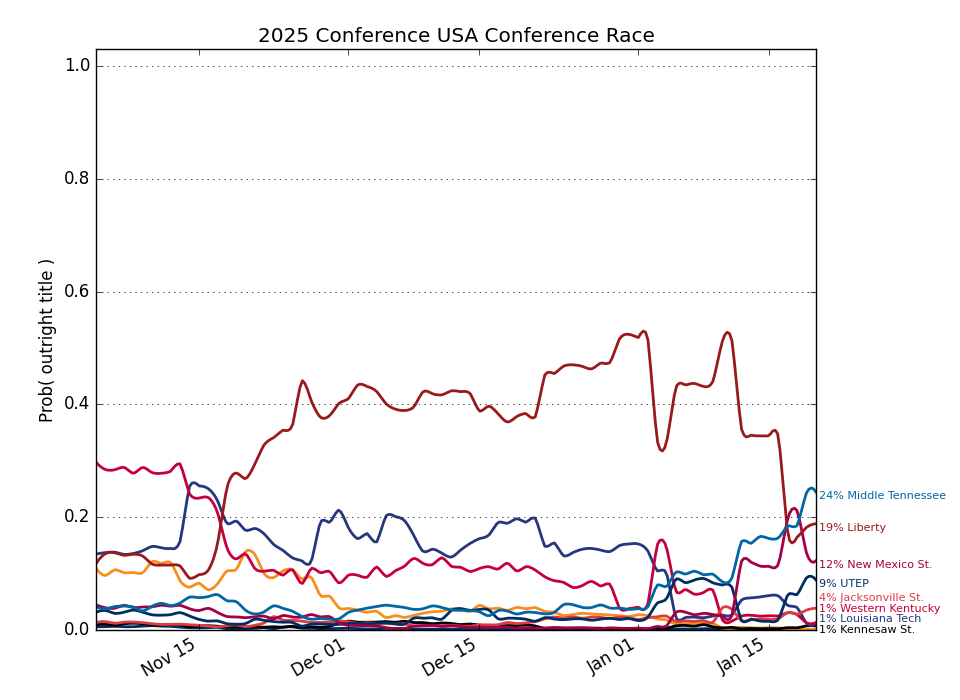 2025 Conference USA Conference Race
Prob( outright title )
1.0
0.8
0.6
0.4
0.2
0.0
Nov 15
Dec 01
Dec 15
Jan 01
Jan 15
24% Middle Tennessee
19% Liberty
12% New Mexico St.
9% UTEP
4% Jacksonville St.
1% Western Kentucky
1% Louisiana Tech
1% Kennesaw St.